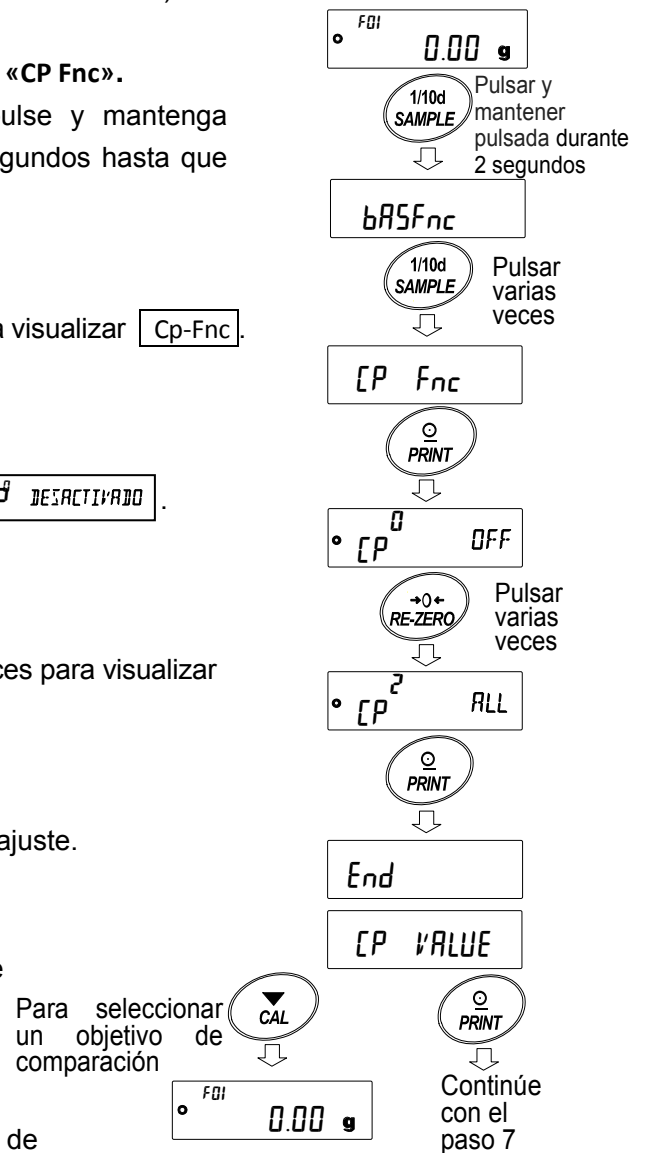 F01
0.00 g
«CP Fnc».
ulse y mantenga
egundos hasta que
1/10d
SAMPLE
Pulsar y
mantener
pulsada durante
2 segundos
bASFnc
1/10d
SAMPLE
Pulsar
varias
veces
a visualizar Cp-Fnc.
CP Fnc
PRINT
DESACTIVADO.
CP 0 OFF
→0←
RE-ZERO
Pulsar
varias
veces
ces para visualizar
CP 2 ALL
PRINT
ajuste.
End
CP VALUE
e
Para seleccionar
un objetivo de
comparación
CAL
PRINT
F01
0.00 g
Continúe
con el
paso 7
de